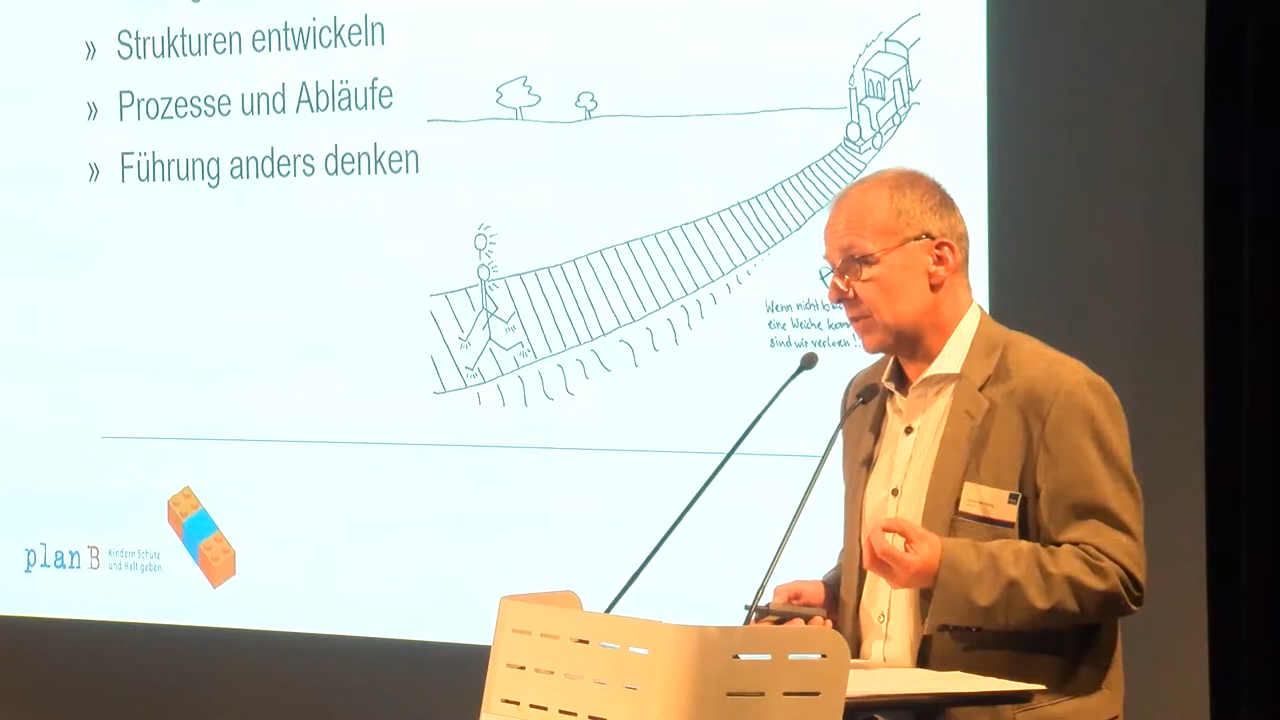 » Strukturen entwickeln
» Prozesse und Abläufe
» Führung anders denken
Wenn nicht
eine Weiche
sind wir verloren!
plan B
Kindern Schutz
und Halt geben.